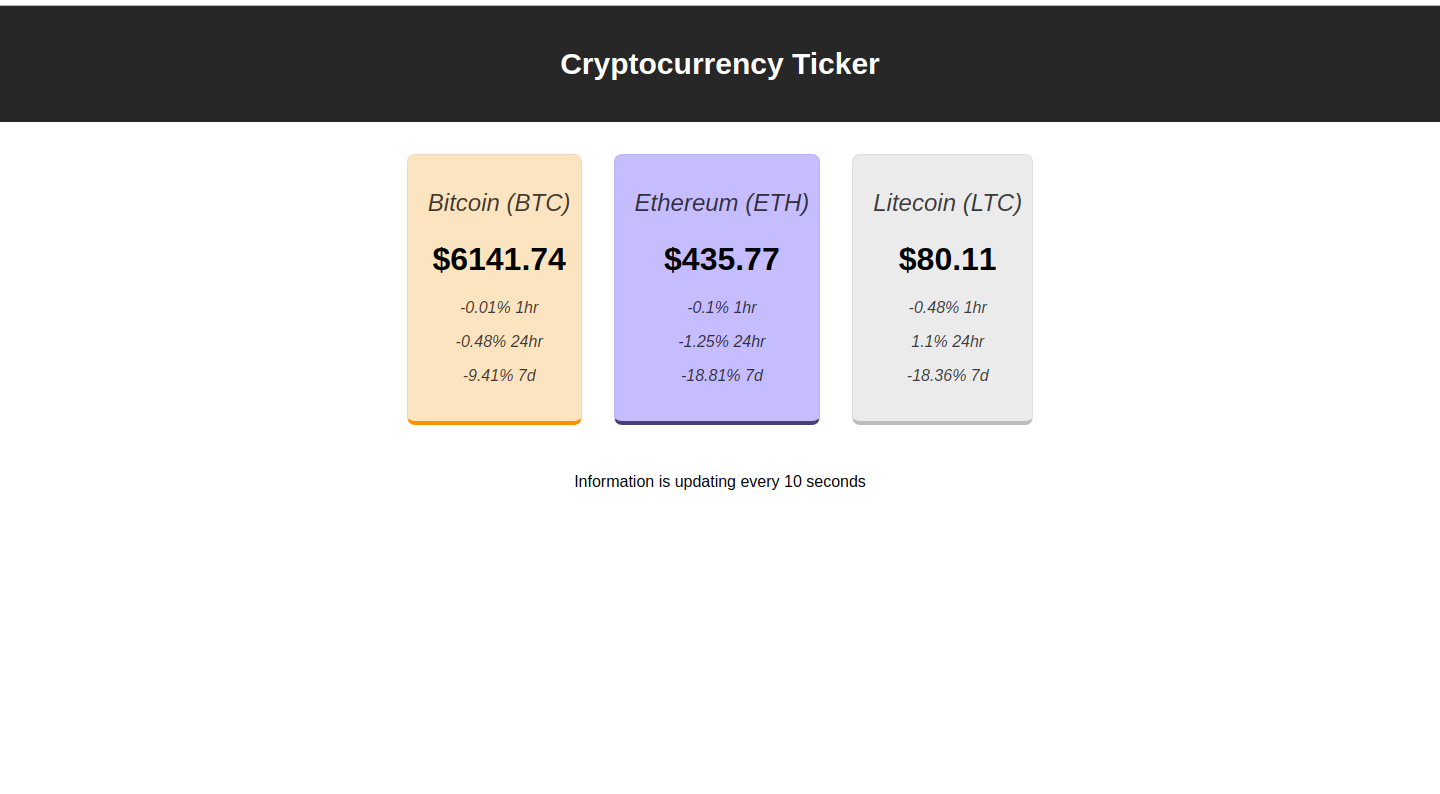 Cryptocurrency Ticker
Bitcoin (BTC)
$6141.74
-0.01% 1hr
-0.48% 24hr
-9.41% 7d
Ethereum (ETH)
$435.77
-0.1% 1hr
-1.25% 24hr
-18.81% 7d
Litecoin (LTC)
$80.11
-0.48% 1hr
1.1% 24hr
-18.36% 7d
Information is updating every 10 seconds